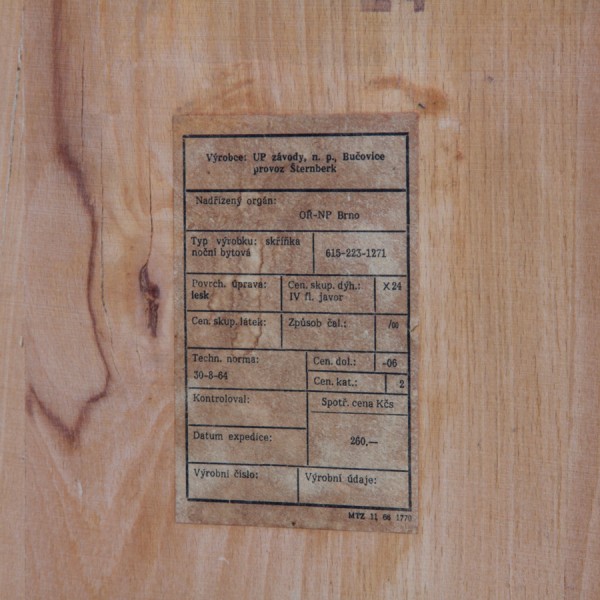 Výrobce: UP závody, n. p., Bučovice
provoz Šternberk
Nadřízený orgán:
OŘ-NP Brno
Typ výrobku: skříňka
noční bytová
615-223-1271
Povrch. úprava:
lesk
Cen. skup. dýh.:
IV fl. javor
X 24
Cen. skup. látek:
Způsob čal.:
/00
Techn. norma:
30-8-64
Cen. dol.:
-06
Cen. kat.:
2
Kontroloval:
Spotř. cena Kčs
Datum expedice:
260,—
Výrobní číslo:
Výrobní údaje:
MTZ 11 06 1770